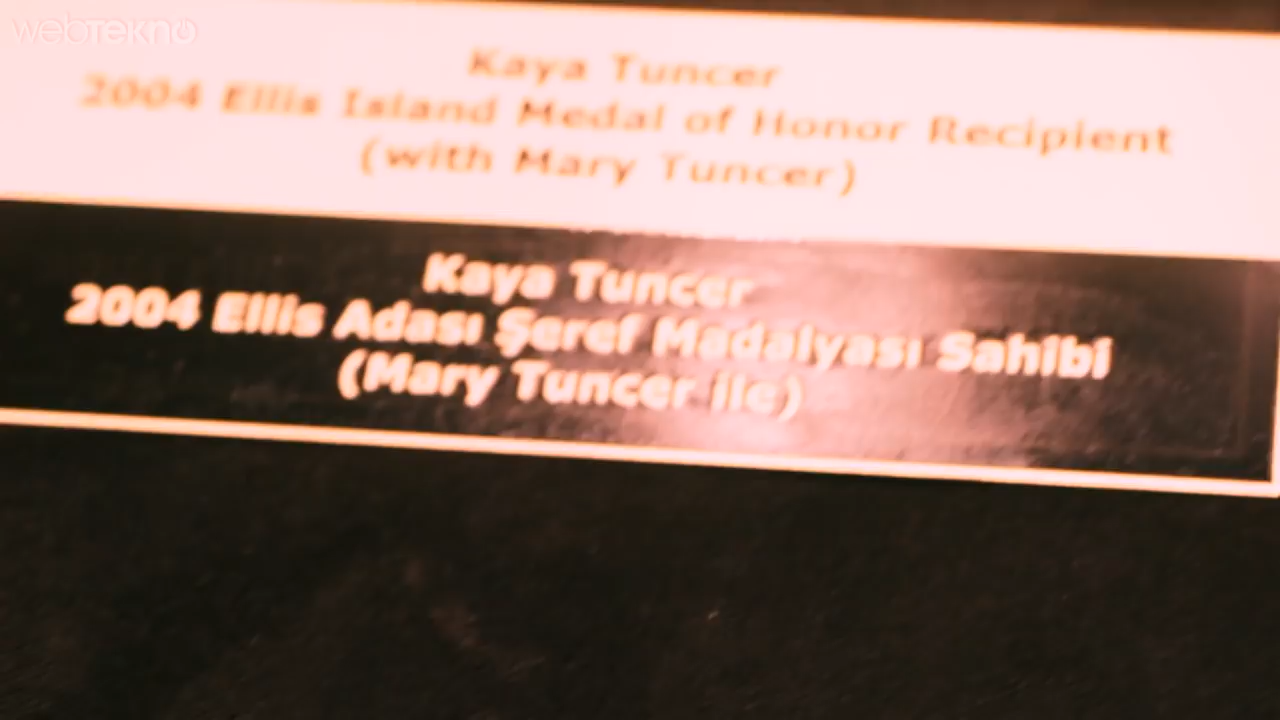 webtekno
Kaya Tuncer
2004 Ellis Island Medal of Honor Recipient
(with Mary Tuncer)
Kaya Tuncer
2004 Ellis Adası Şeref Madalyası Sahibi
(Mary Tuncer ile)